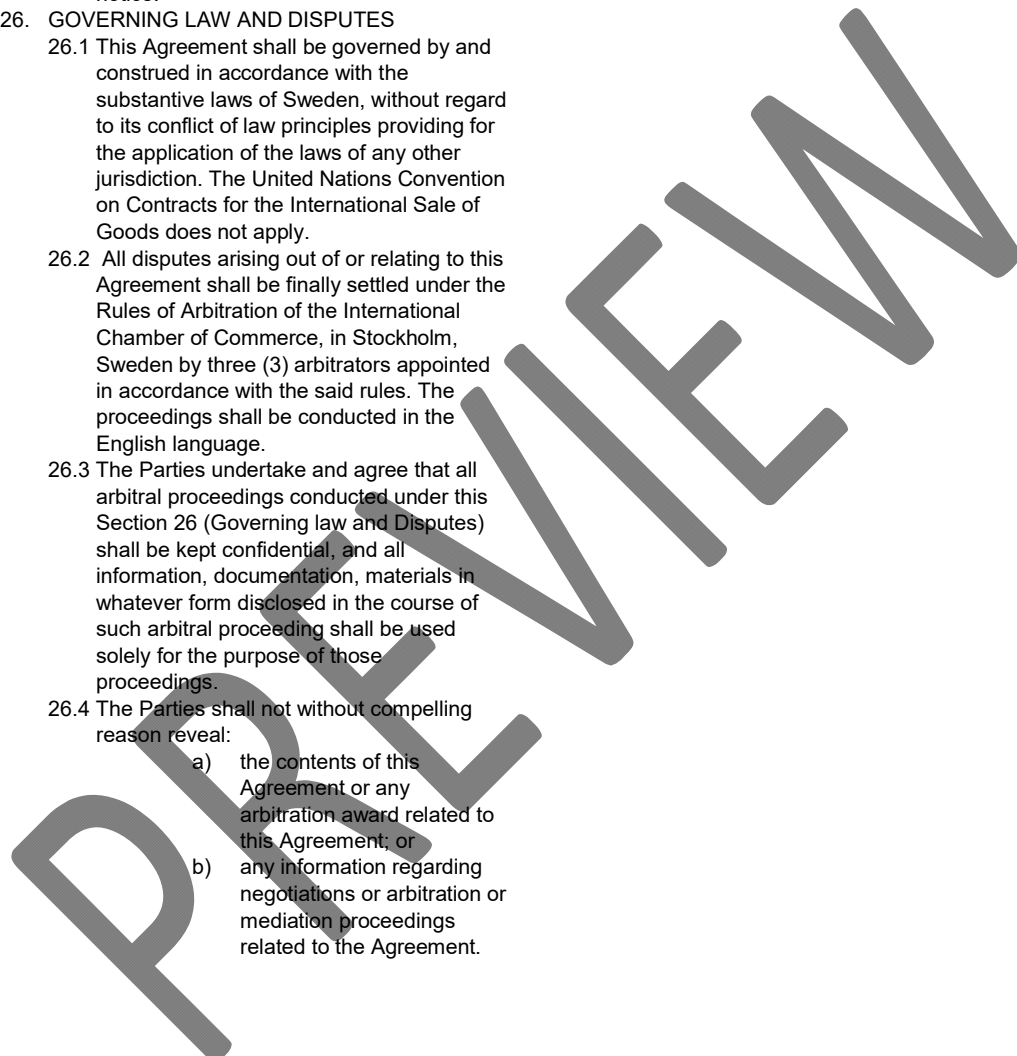 notice.
26. GOVERNING LAW AND DISPUTES
26.1 This Agreement shall be governed by and
construed in accordance with the
substantive laws of Sweden, without regard
to its conflict of law principles providing for
the application of the laws of any other
jurisdiction. The United Nations Convention
on Contracts for the International Sale of
Goods does not apply.
26.2 All disputes arising out of or relating to this
Agreement shall be finally settled under the
Rules of Arbitration of the International
Chamber of Commerce, in Stockholm,
Sweden by three (3) arbitrators appointed
in accordance with the said rules. The
proceedings shall be conducted in the
English language.
26.3 The Parties undertake and agree that all
arbitral proceedings conducted under this
Section 26 (Governing law and Disputes)
shall be kept confidential, and all
information, documentation, materials in
whatever form disclosed in the course of
such arbitral proceeding shall be used
solely for the purpose of those
proceedings.
26.4 The Parties shall not without compelling
reason reveal:
a) the contents of this
Agreement or any
arbitration award related to
this Agreement; or
b) any information regarding
negotiations or arbitration or
mediation proceedings
related to the Agreement.
PREVIEW